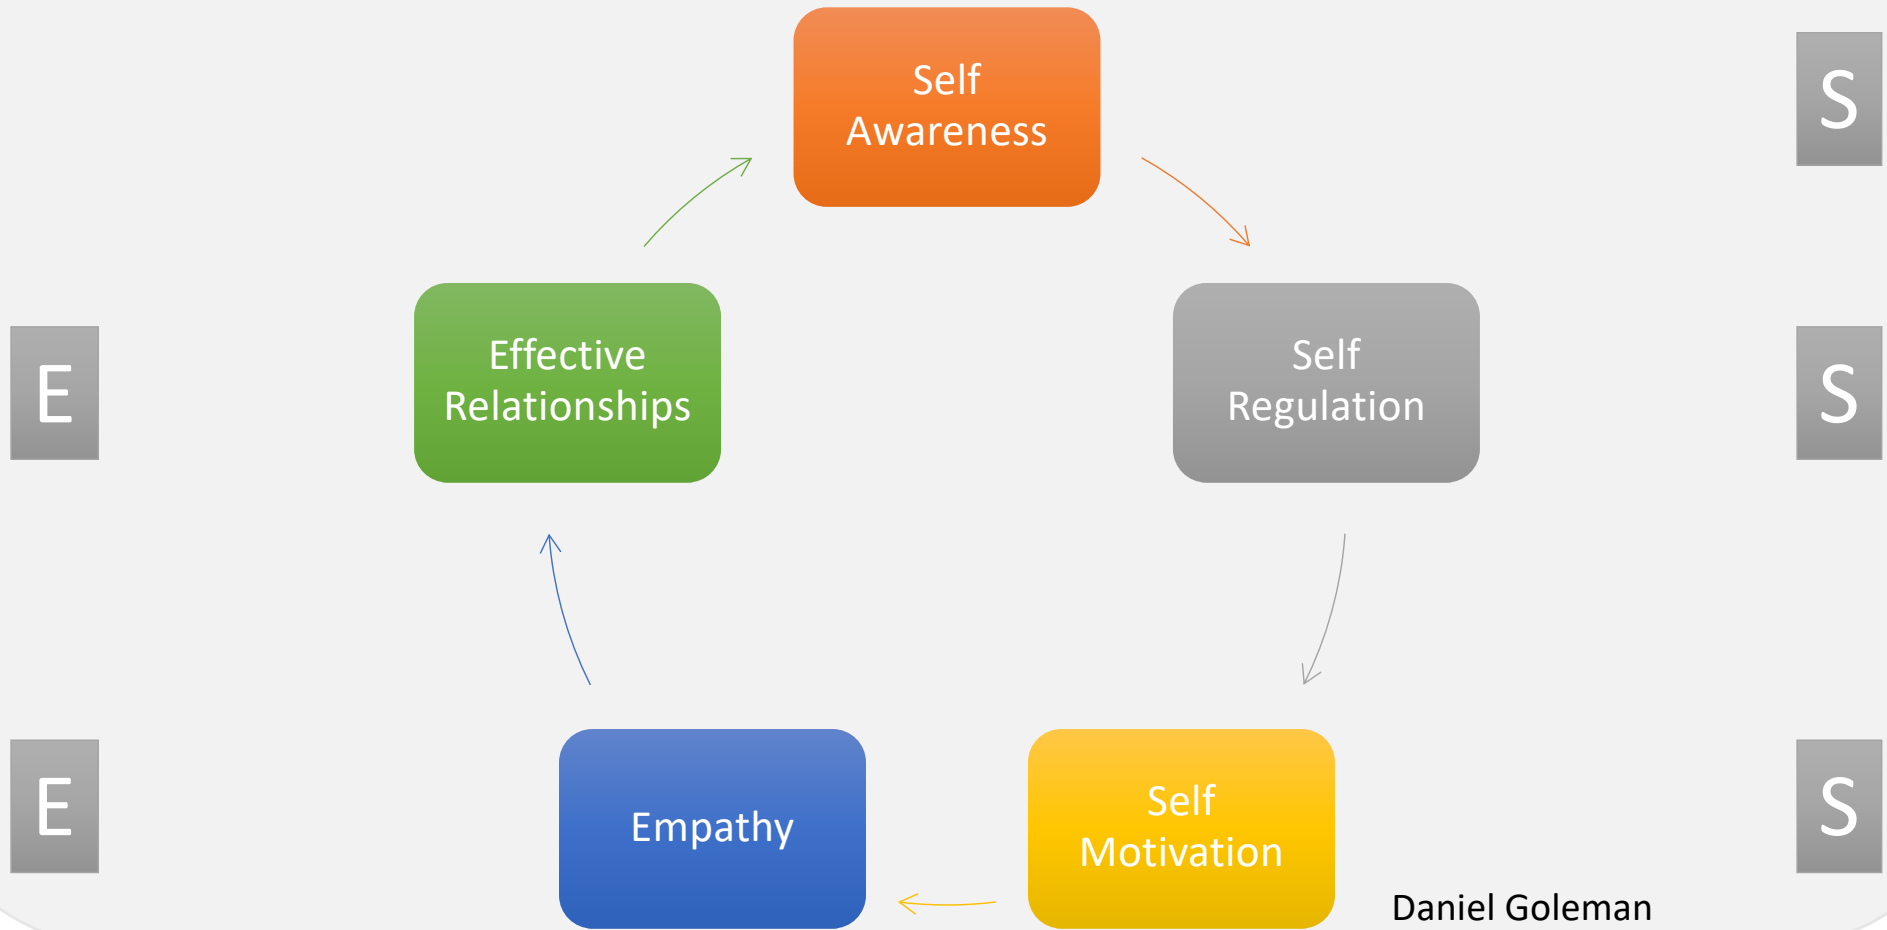 Self
Awareness
S
Effective
Relationships
Self
Regulation
E
S
Empathy
Self
Motivation
E
S
Daniel Goleman